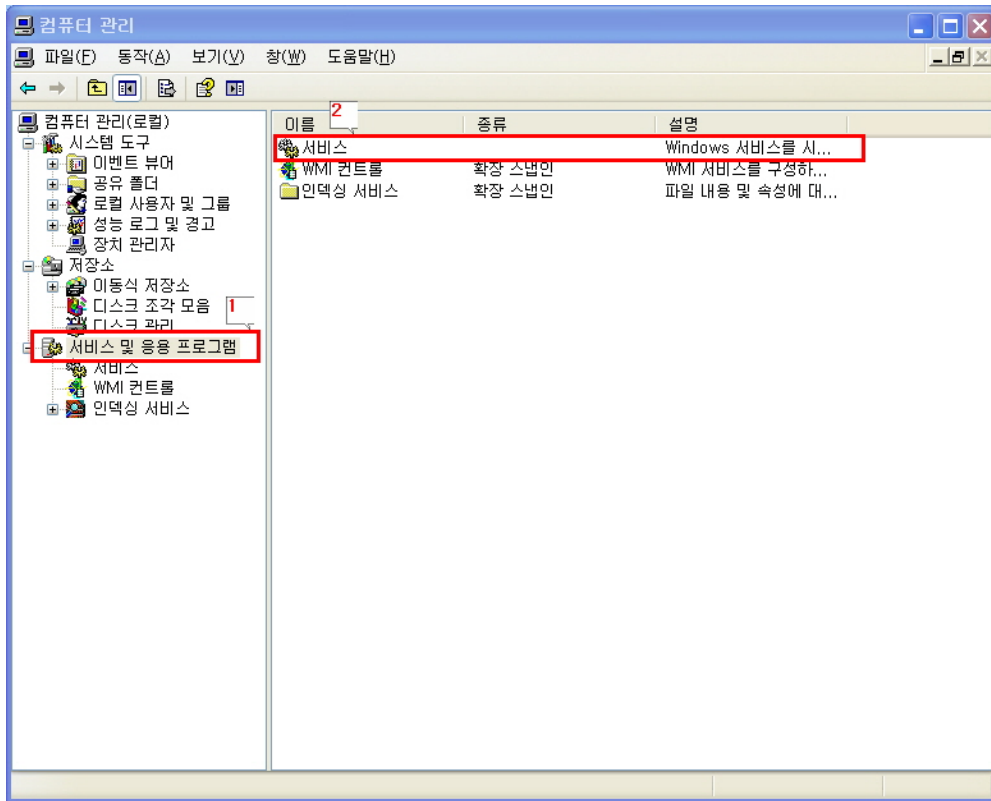 컴퓨터 관리
파일(F) 동작(A) 보기(V) 창(W) 도움말(H)
컴퓨터 관리(로컬)
시스템 도구
이벤트 뷰어
공유 폴더
로컬 사용자 및 그룹
성능 로그 및 경고
장치 관리자
저장소
이동식 저장소
디스크 조각 모음
1
디스크 관리
서비스 및 응용 프로그램
서비스
WMI 컨트롤
인덱싱 서비스
2
이름 종류 설명
서비스 Windows 서비스를 시...
WMI 컨트롤 확장 스냅인 WMI 서비스를 구성하...
인덱싱 서비스 확장 스냅인 파일 내용 및 속성에 대...